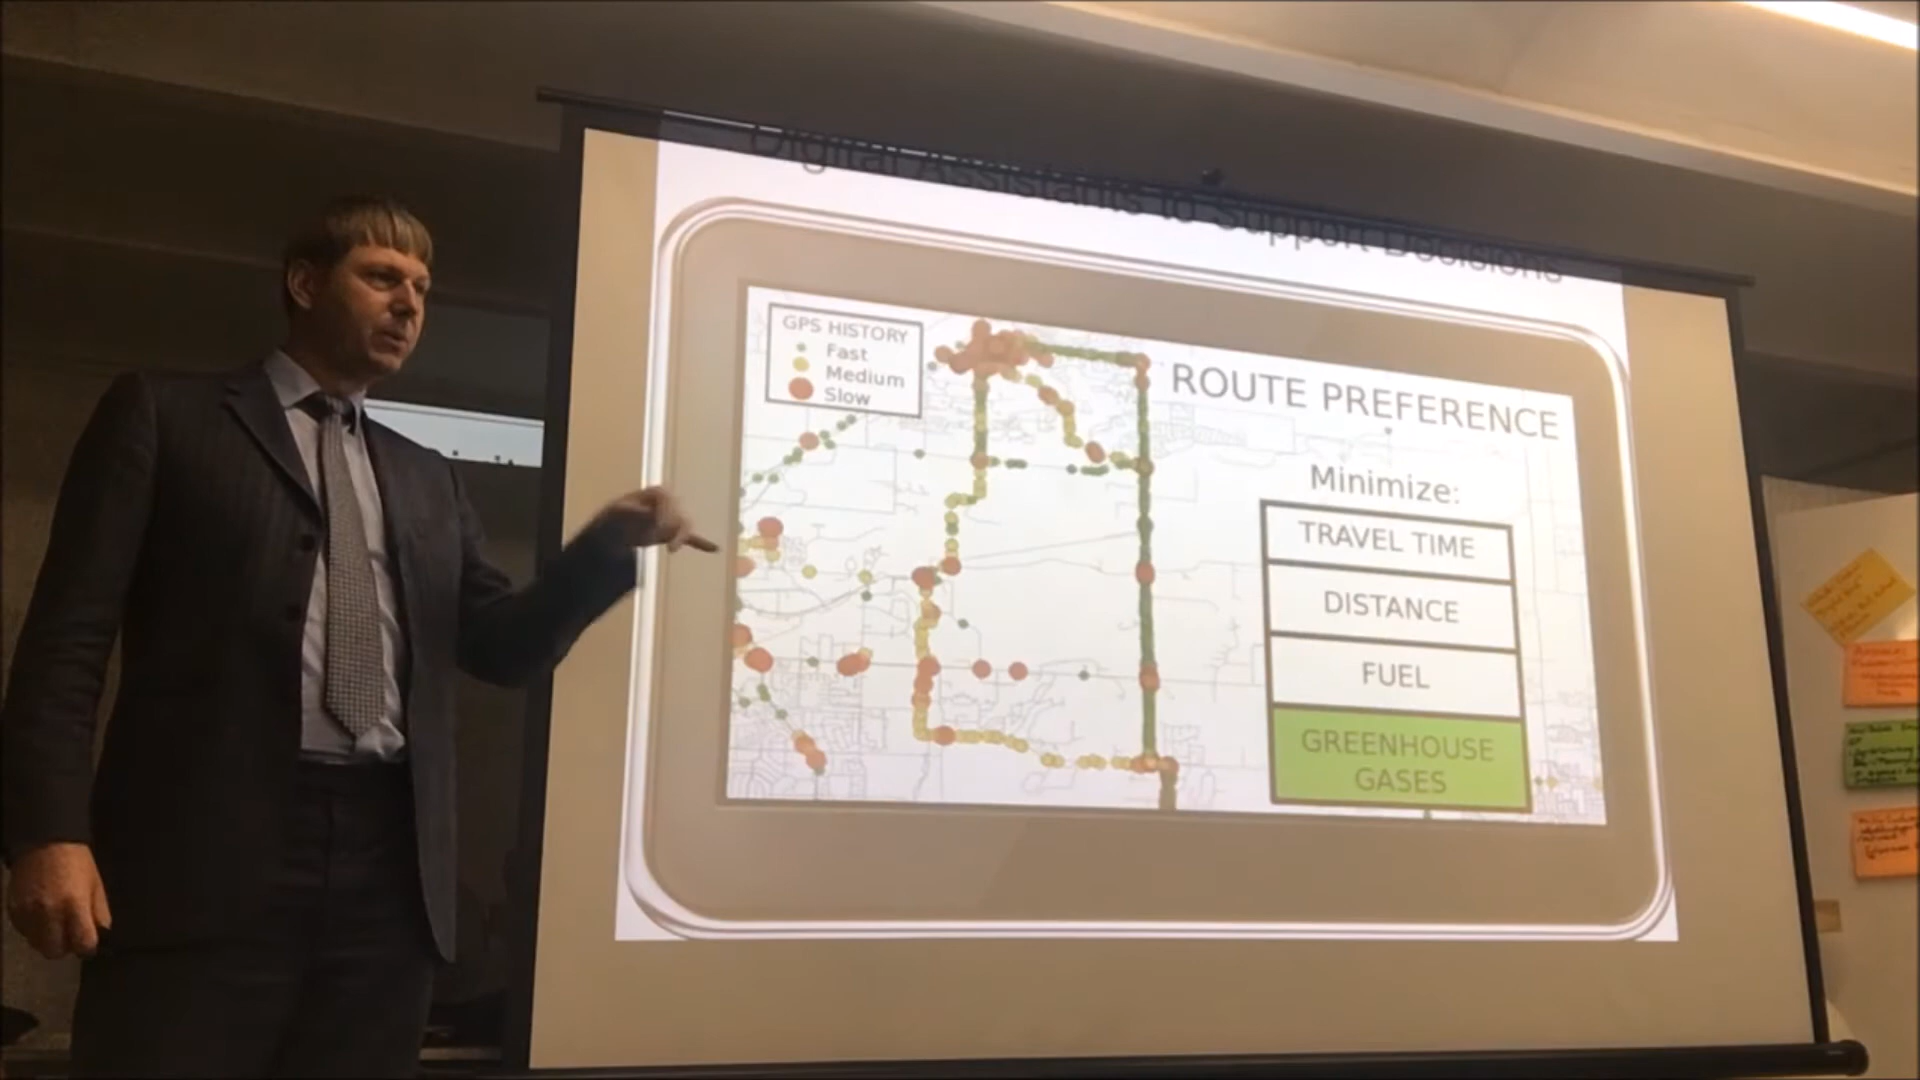 Digital Assistants to Support Decisions
GPS HISTORY
Fast
Medium
Slow
ROUTE PREFERENCE
Minimize:
TRAVEL TIME
DISTANCE
FUEL
GREENHOUSE
GASES